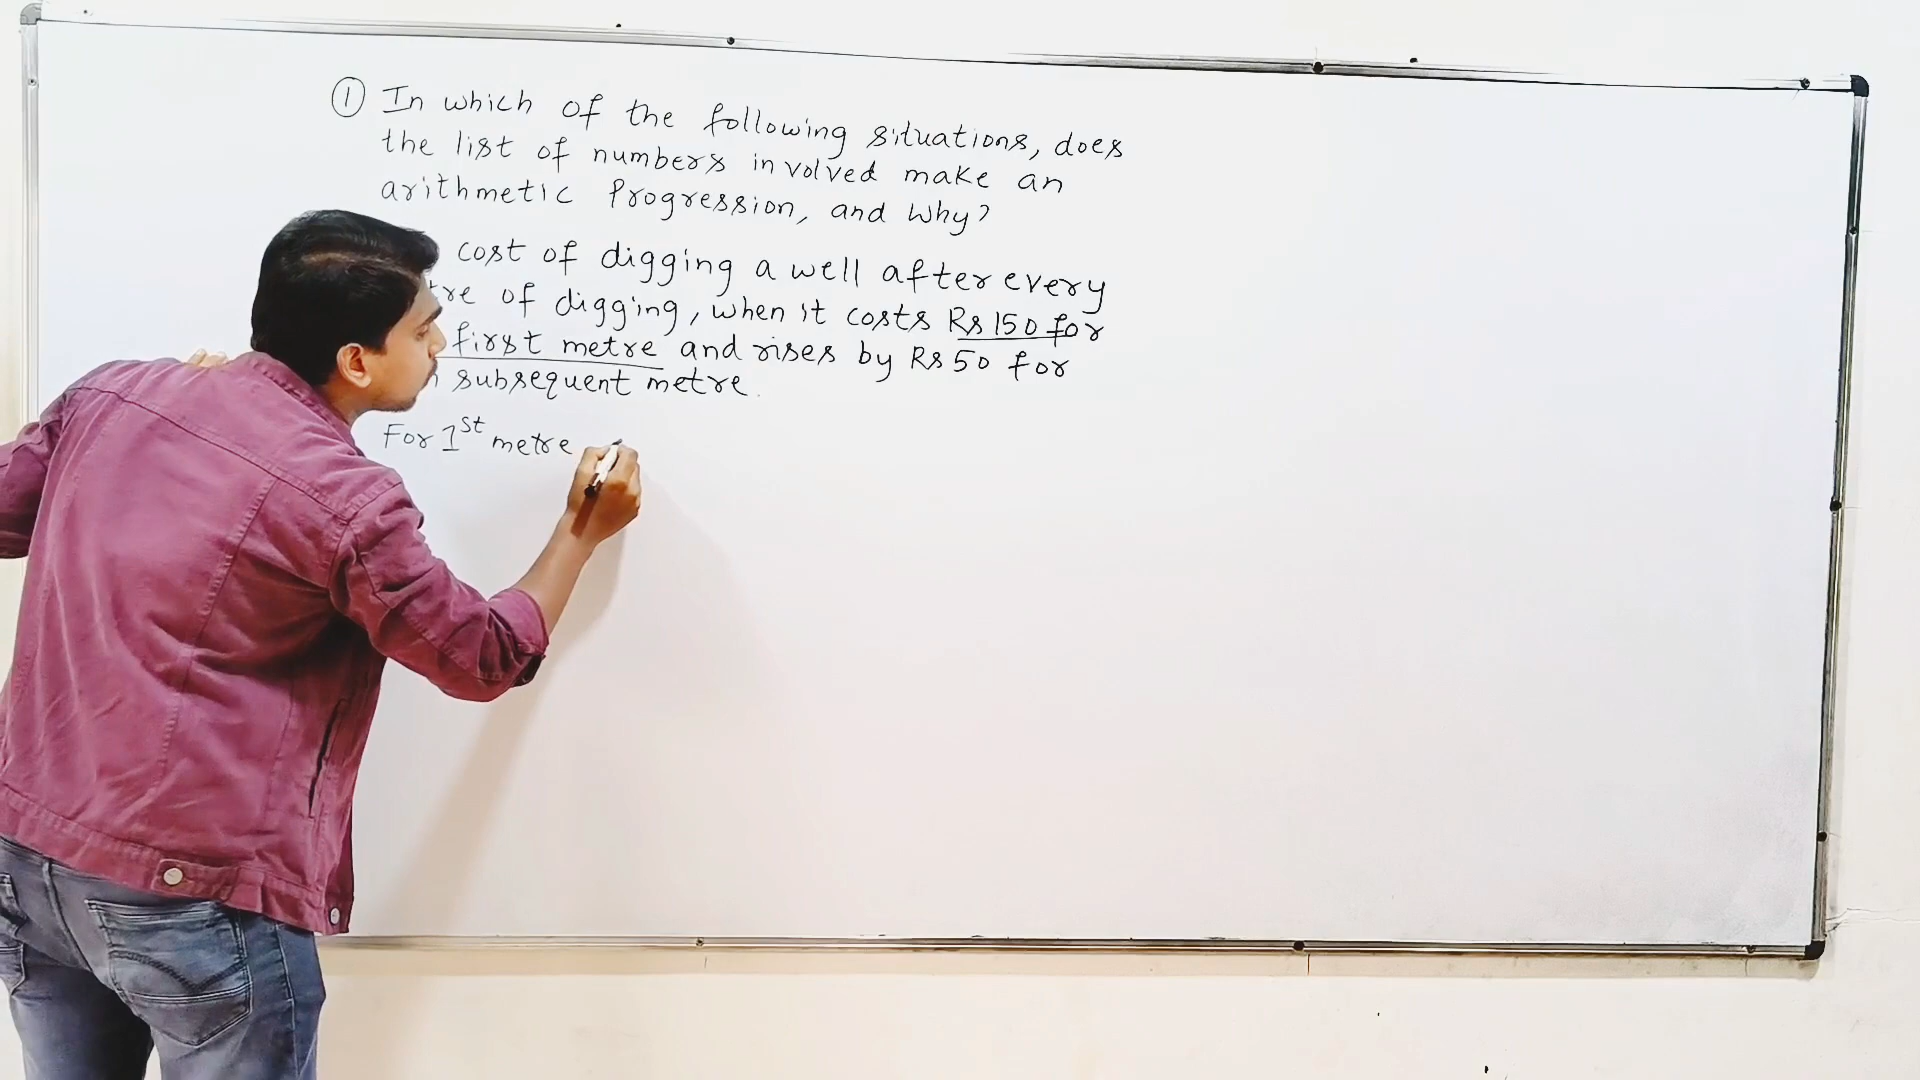 ① In which of the following situations, does
the list of numbers involved make an
arithmetic Progression, and Why?
cost of digging a well after every
of digging, when it costs Rs 150 for
first metre and rises by Rs 50 for
subsequent metre.
For 1st metre